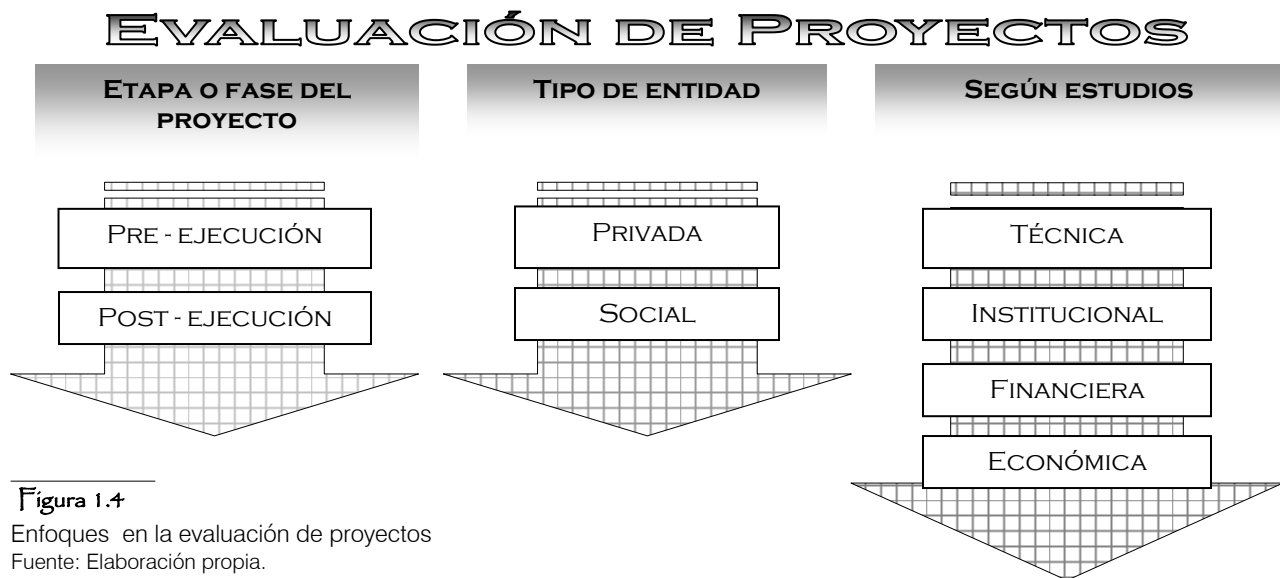 EVALUACIÓN DE PROYECTOS
ETAPA O FASE DEL
PROYECTO
PRE - EJECUCIÓN
POST - EJECUCIÓN
TIPO DE ENTIDAD
PRIVADA
SOCIAL
SEGÚN ESTUDIOS
TÉCNICA
INSTITUCIONAL
FINANCIERA
ECONÓMICA
Figura 1.4
Enfoques en la evaluación de proyectos
Fuente: Elaboración propia.